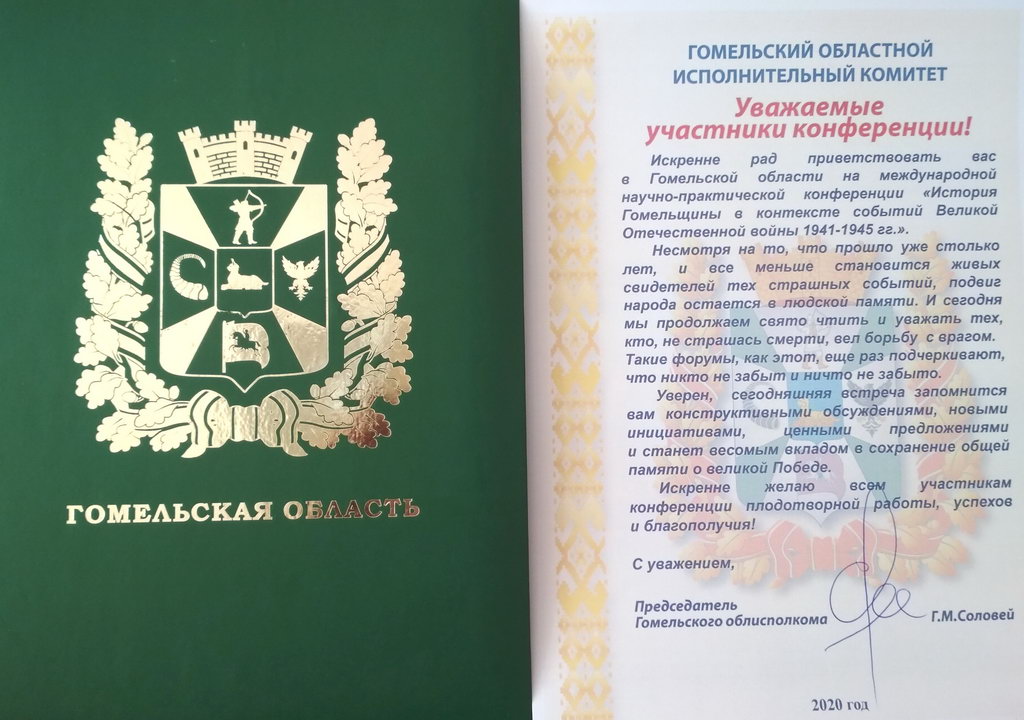 ГОМЕЛЬСКАЯ ОБЛАСТЬ
ГОМЕЛЬСКИЙ ОБЛАСТНОЙ
ИСПОЛНИТЕЛЬНЫЙ КОМИТЕТ
Уважаемые
участники конференции!
Искренне рад приветствовать вас
в Гомельской области на международной
научно-практической конференции «История
Гомельщины в контексте событий Великой
Отечественной войны 1941-1945 гг.».
Несмотря на то, что прошло уже столько
лет, и все меньше становится живых
свидетелей тех страшных событий, подвиг
народа остается в людской памяти. И сегодня
мы продолжаем свято чтить и уважать тех,
кто, не страшась смерти, вел борьбу с врагом.
Такие форумы, как этот, еще раз подчеркивают,
что никто не забыт и ничто не забыто.
Уверен, сегодняшняя встреча запомнится
вам конструктивными обсуждениями, новыми
инициативами, ценными предложениями
и станет весомым вкладом в сохранение общей
памяти о великой Победе.
Искренне желаю всем участникам
конференции плодотворной работы, успехов
и благополучия!
С уважением,
Председатель
Гомельского облисполкома Г.М.Соловей
2020 год